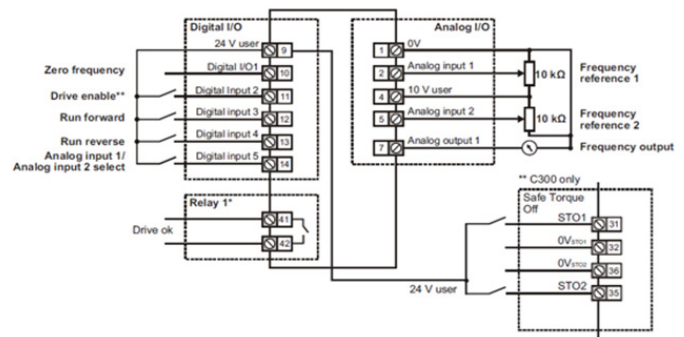 Digital I/O
24 V user
9
Zero frequency
Digital I/O1
10
Drive enable**
Digital Input 2
11
Run forward
Digital input 3
12
Run reverse
Digital input 4
13
Analog input 1/
Analog input 2 select
Digital input 5
14
Relay 1*
Drive ok
41
42
Analog I/O
1
0V
2
Analog input 1
10 kΩ
Frequency
reference 1
4
10 V user
5
Analog input 2
10 kΩ
Frequency
reference 2
7
Analog output 1
Frequency output
** C300 only
Safe Torque
Off
STO1
31
0VSTO1
32
0VSTO2
36
24 V user
STO2
35